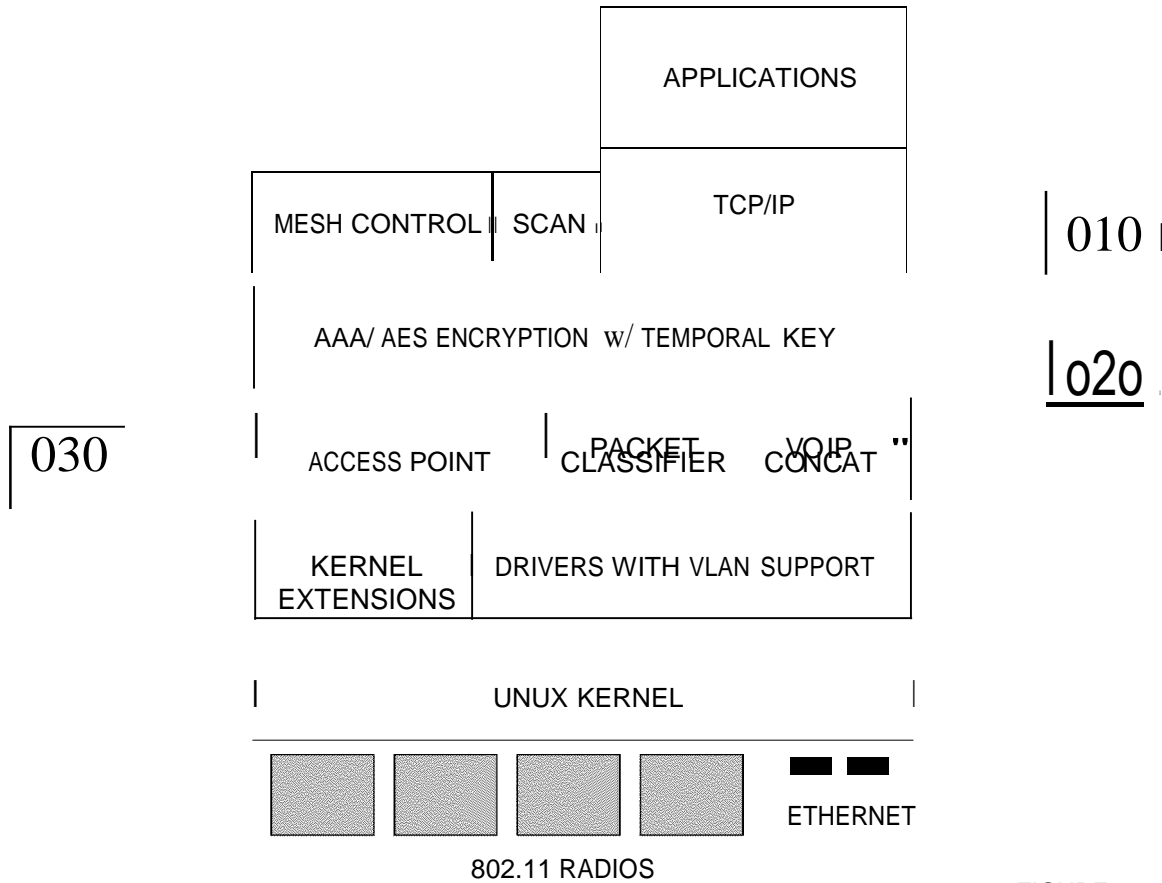 APPLICATIONS
TCP/IP
MESH CONTROL
SCAN
010
AAA/ AES ENCRYPTION w/ TEMPORAL KEY
o2o
030
ACCESS POINT
PACKET
CLASSIFIER
VOIP
CONCAT
KERNEL
EXTENSIONS
DRIVERS WITH VLAN SUPPORT
UNUX KERNEL
ETHERNET
802.11 RADIOS